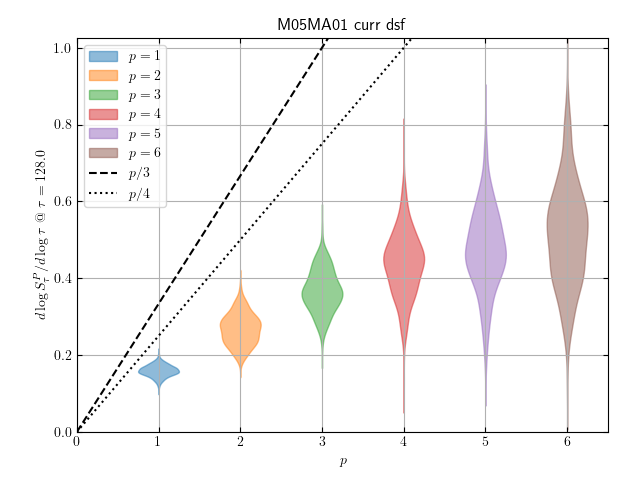 M05MA01 curr dsf
d log S_τ^P / d log τ @ τ = 128.0
1.0
0.8
0.6
0.4
0.2
0.0
p = 1
p = 2
p = 3
p = 4
p = 5
p = 6
p/3
p/4
0 1 2 3 4 5 6
p